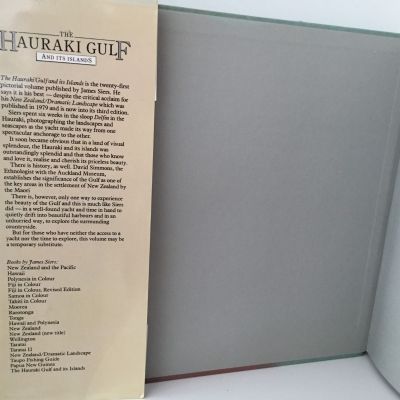 THE
HAURAKI GULF
AND ITS ISLANDS
The Hauraki Gulf and its Islands is the twenty-first
pictorial volume published by James Siers. He
says it is his best — despite the critical acclaim for
his New Zealand/Dramatic Landscape which was
published in 1979 and is now into its third edition.
Siers spent six weeks in the sloop Delfin in the
Hauraki, photographing the landscapes and
seascapes as the yacht made its way from one
spectacular anchorage to the other.
It soon became obvious that in a land of visual
splendour, the Hauraki and its islands was
outstandingly splendid and that those who know
and love it, realise and cherish its priceless beauty.
There is history, as well. David Simmons, the
Ethnologist with the Auckland Museum,
establishes the significance of the Gulf as one of
the key areas in the settlement of New Zealand by
the Maori
There is, however, only one way to experience
the beauty of the Gulf and this is much like Siers
did — in a well-found yacht and time in hand to
quietly drift into beautiful harbours and in an
unhurried way, to explore the surrounding
countryside.
But for those who have neither the access to a
yacht nor the time to explore, this volume may be
a temporary substitute.
Books by James Siers:
New Zealand and the Pacific
Hawaii
Polynesia in Colour
Fiji in Colour
Fiji in Colour, Revised Edition
Samoa in Colour
Tahiti in Colour
Moorea
Rarotonga
Tonga
Hawaii and Polynesia
New Zealand
New Zealand (new title)
Wellington
Taratai
Taratai II
New Zealand/Dramatic Landscape
Taupo Fishing Guide
Papua New Guinea
The Hauraki Gulf and its Islands